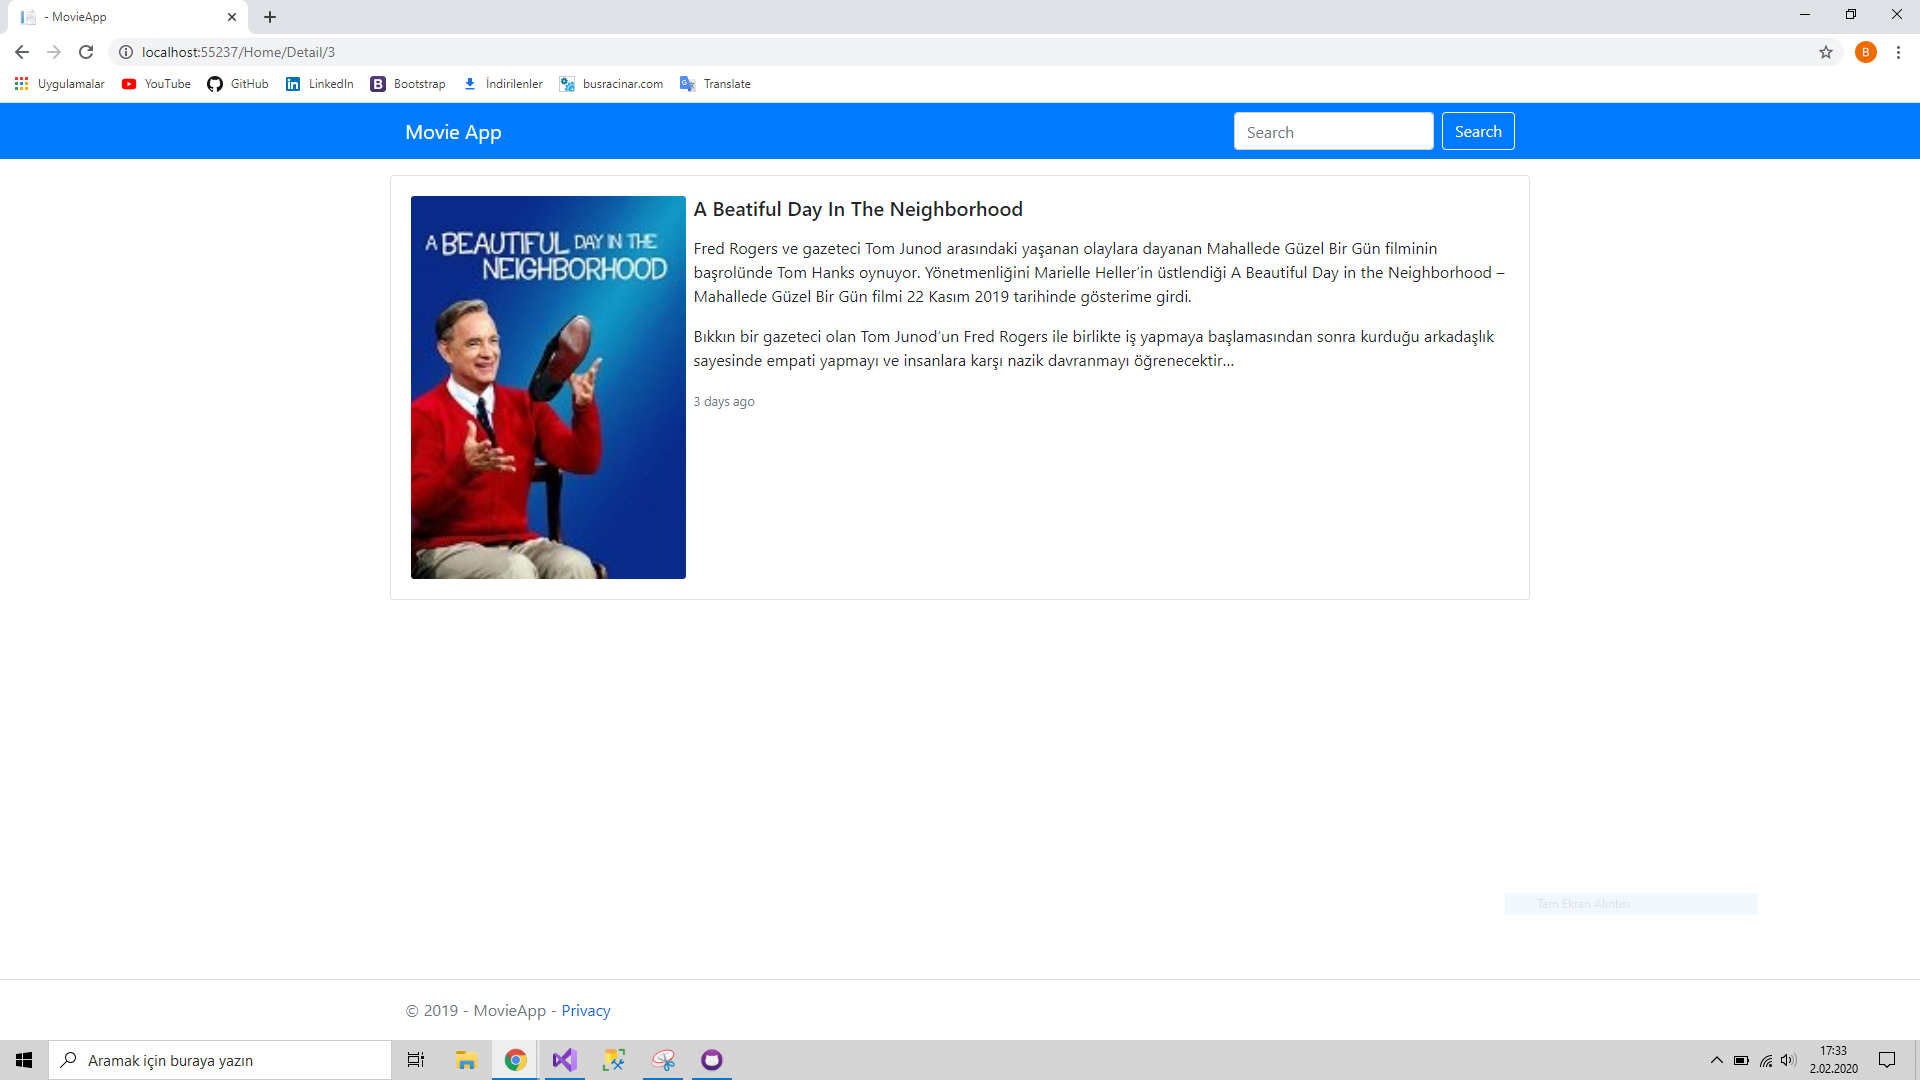 - MovieApp
localhost:55237/Home/Detail/3
B
Uygulamalar YouTube GitHub LinkedIn Bootstrap İndirilenler busracinar.com Translate
Movie App Search Search
A BEAUTIFUL DAY IN THE
NEIGHBORHOOD
A Beatiful Day In The Neighborhood
Fred Rogers ve gazeteci Tom Junod arasındaki yaşanan olaylara dayanan Mahallede Güzel Bir Gün filminin
başrolünde Tom Hanks oynuyor. Yönetmenliğini Marielle Heller’in üstlendiği A Beautiful Day in the Neighborhood –
Mahallede Güzel Bir Gün filmi 22 Kasım 2019 tarihinde gösterime girdi.
Bıkkın bir gazeteci olan Tom Junod’un Fred Rogers ile birlikte iş yapmaya başlamasından sonra kurduğu arkadaşlık
sayesinde empati yapmayı ve insanlara karşı nazik davranmayı öğrenecektir…
3 days ago
Tam Ekran Alıntısı
© 2019 - MovieApp - Privacy
Aramak için buraya yazın
17:33
2.02.2020